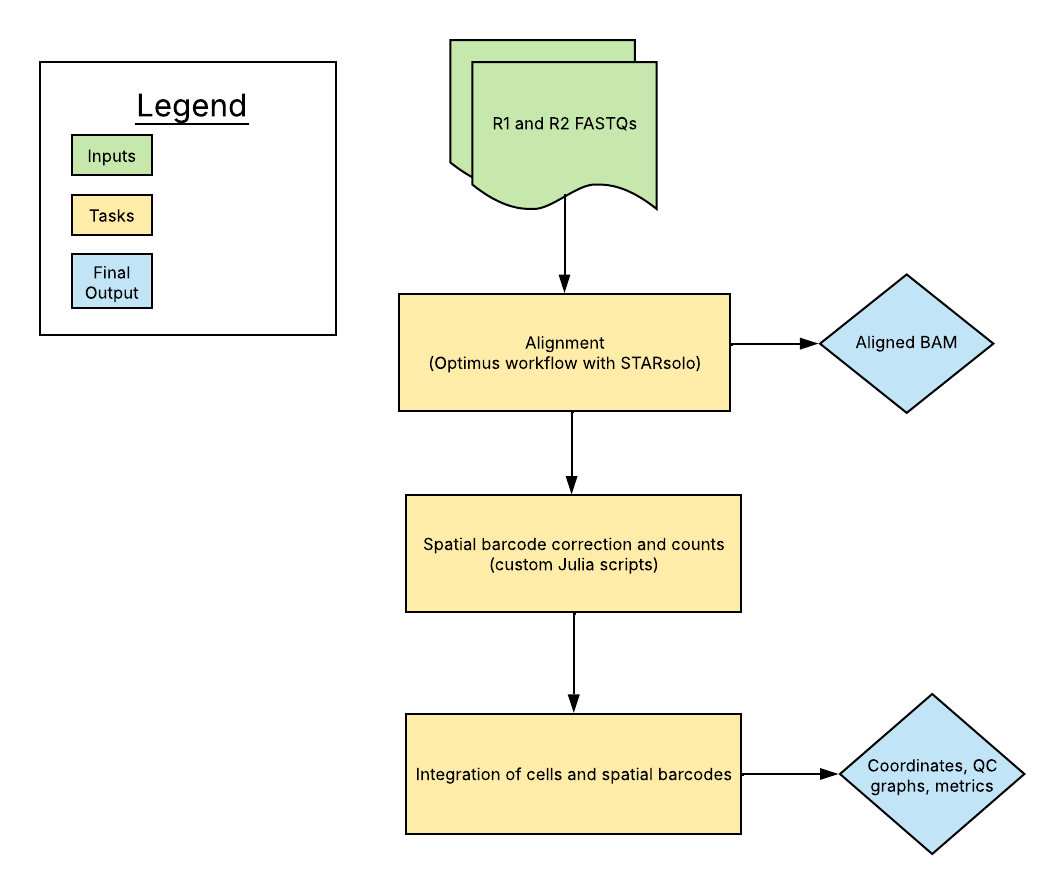 Legend
Inputs
Tasks
Final
Output
R1 and R2 FASTQs
Alignment
(Optimus workflow with STARsolo)
Aligned BAM
Spatial barcode correction and counts
(custom Julia scripts)
Integration of cells and spatial barcodes
Coordinates, QC
graphs, metrics